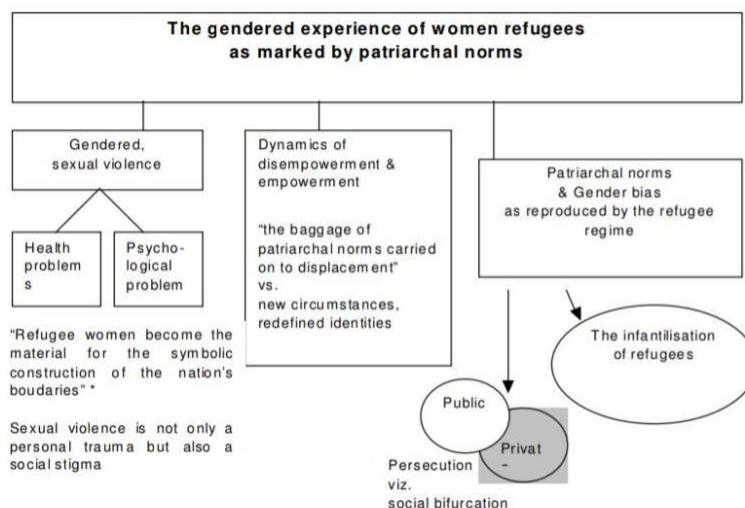 The gendered experience of women refugees
as marked by patriarchal norms
Gendered,
sexual violence
Health
problem
s
Psycho-
logical
problem
"Refugee women become the
material for the symbolic
construction of the nation's
boudaries" *
Sexual violence is not only a
personal trauma but also a
social stigma
Dynamics of
disempowerment &
empowerment
"the baggage of
patriarchal norms carried
on to displacement"
vs.
new circumstances,
redefined identities
Patriarchal norms
& Gender bias
as reproduced by the refugee
regime
The infantilisation
of refugees
Public
Privat
-
Persecution
viz.
social bifurcation